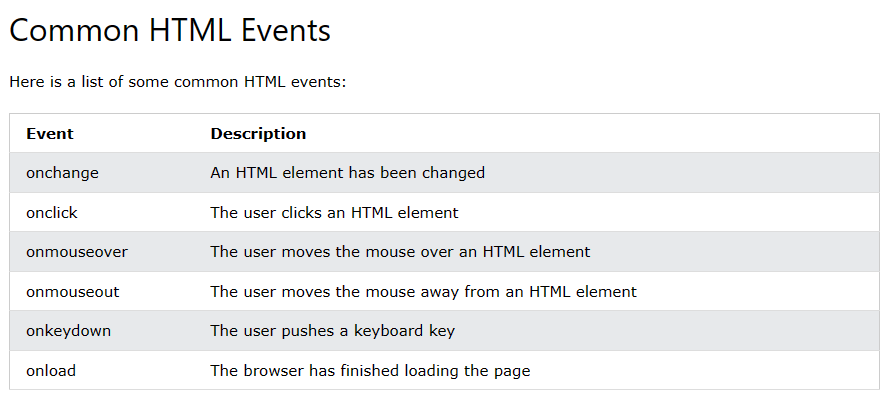 Common HTML Events
Here is a list of some common HTML events:
Event Description
onchange An HTML element has been changed
onclick The user clicks an HTML element
onmouseover The user moves the mouse over an HTML element
onmouseout The user moves the mouse away from an HTML element
onkeydown The user pushes a keyboard key
onload The browser has finished loading the page